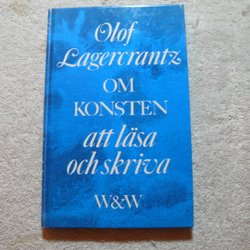 Olof
Lagercrantz
OM
KONSTEN
att läsa
och skriva
W&W